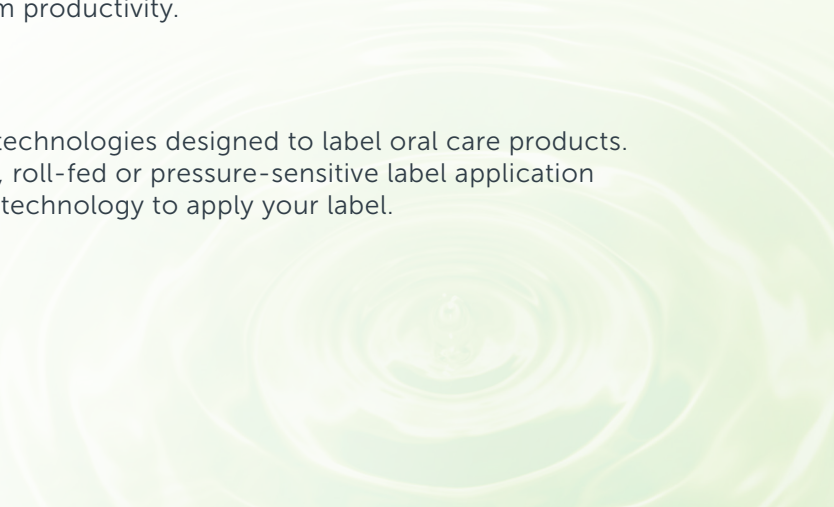 m productivity.
technologies designed to label oral care products.
, roll-fed or pressure-sensitive label application
technology to apply your label.